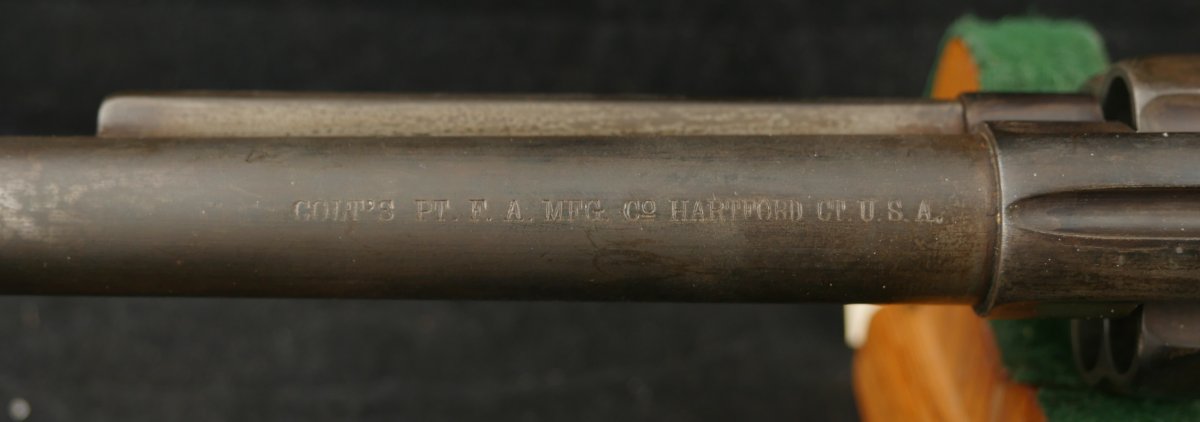 COLT'S PT. F. A. MFG. Cº HARTFORD CT. U.S.A.